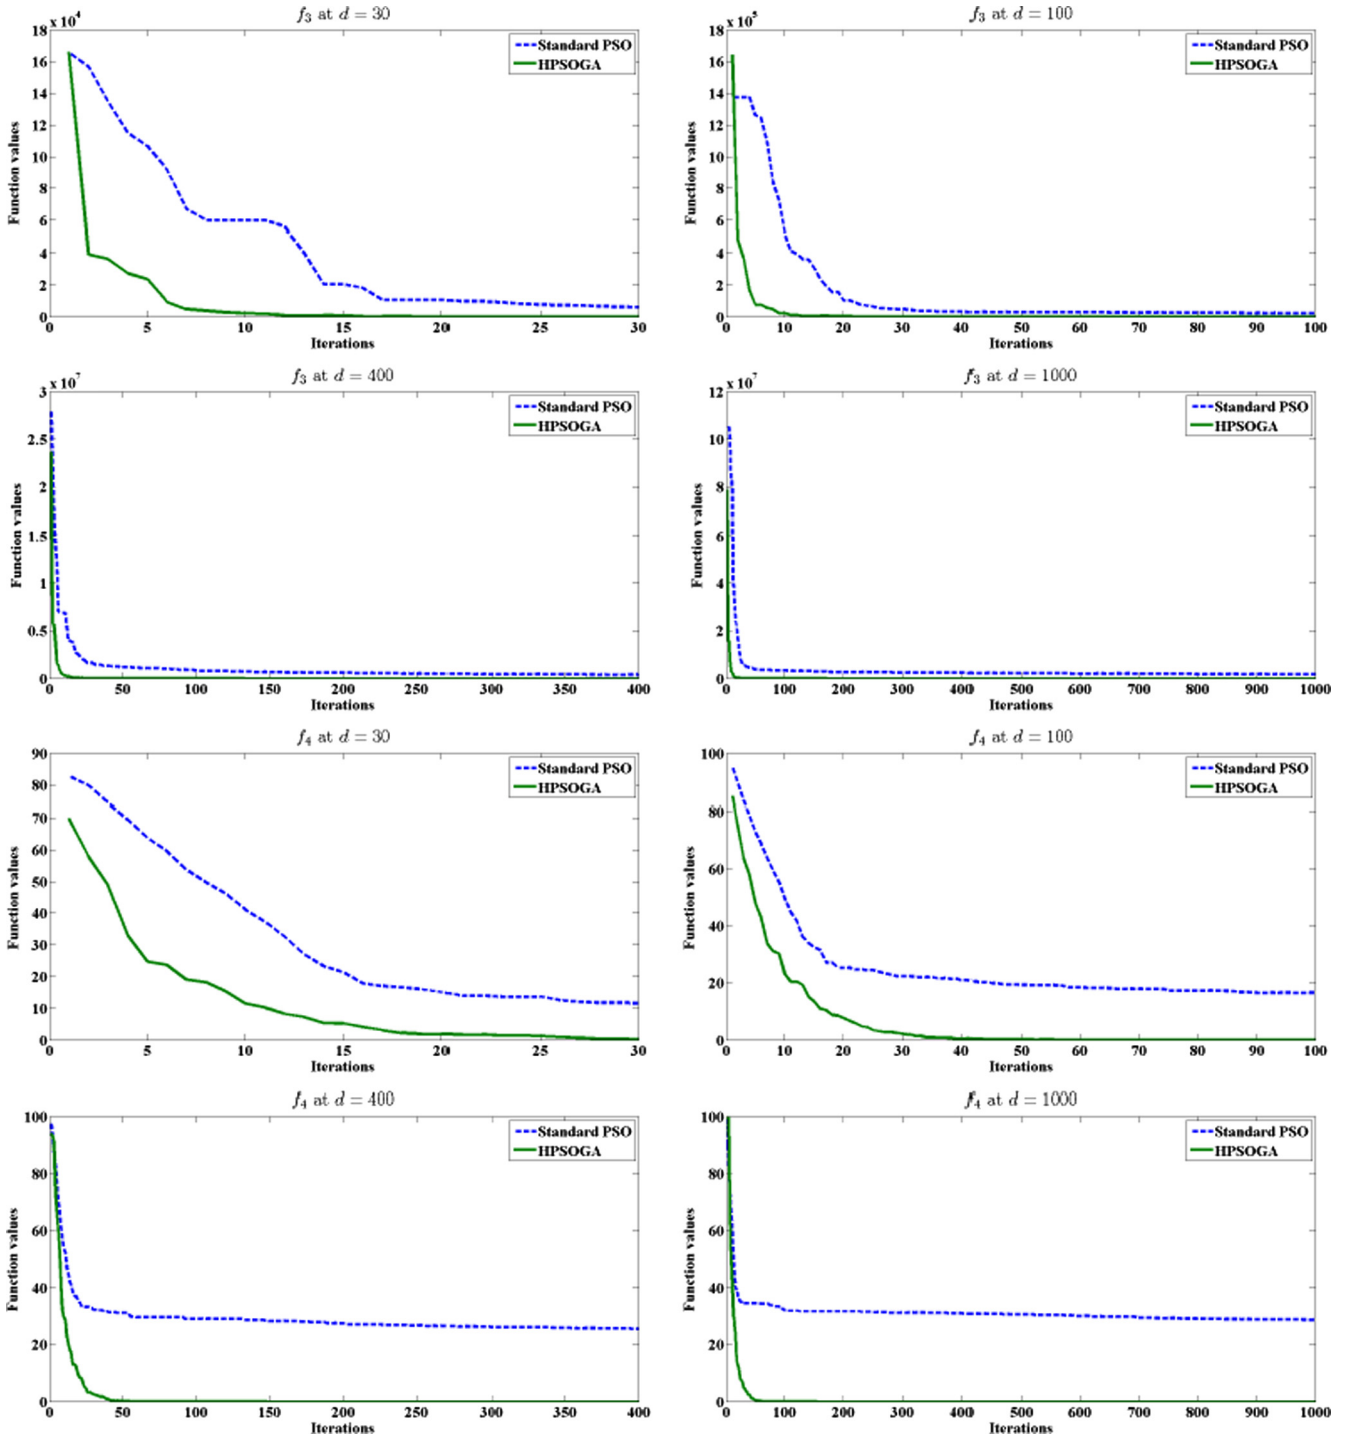 f3 at d = 30
x 10^4
18
16
14
12
10
8
6
4
2
0
Function values
0 5 10 15 20 25 30
Iterations
Standard PSO
HPSOGA
f3 at d = 100
x 10^5
18
16
14
12
10
8
6
4
2
0
Function values
0 10 20 30 40 50 60 70 80 90 100
Iterations
Standard PSO
HPSOGA
f3 at d = 400
x 10^7
3
2.5
2
1.5
1
0.5
0
Function values
0 50 100 150 200 250 300 350 400
Iterations
Standard PSO
HPSOGA
f3 at d = 1000
x 10^7
12
10
8
6
4
2
0
Function values
0 100 200 300 400 500 600 700 800 900 1000
Iterations
Standard PSO
HPSOGA
f4 at d = 30
90
80
70
60
50
40
30
20
10
0
Function values
0 5 10 15 20 25 30
Iterations
Standard PSO
HPSOGA
f4 at d = 100
100
80
60
40
20
0
Function values
0 10 20 30 40 50 60 70 80 90 100
Iterations
Standard PSO
HPSOGA
f4 at d = 400
100
80
60
40
20
0
Function values
0 50 100 150 200 250 300 350 400
Iterations
Standard PSO
HPSOGA
f4 at d = 1000
100
80
60
40
20
0
Function values
0 100 200 300 400 500 600 700 800 900 1000
Iterations
Standard PSO
HPSOGA